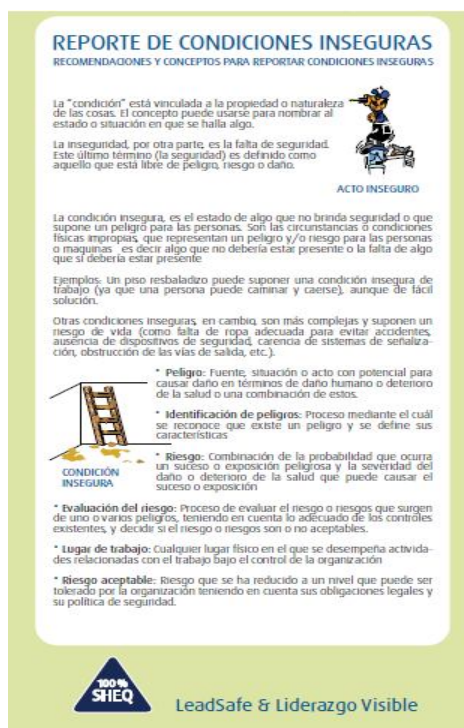 REPORTE DE CONDICIONES INSEGURAS
RECOMENDACIONES Y CONCEPTOS PARA REPORTAR CONDICIONES INSEGURAS
La "condición" está vinculada a la propiedad o naturaleza
de las cosas. El concepto puede usarse para nombrar al
estado o situación en que se halla algo.
La inseguridad, por otra parte, es la falta de seguridad.
Este último término (la seguridad) es definido como
aquello que está libre de peligro, riesgo o daño.
ACTO INSEGURO
La condición insegura, es el estado de algo que no brinda seguridad o que
supone un peligro para las personas. Son las circunstancias o condiciones
físicas impropias, que representan un peligro y/o riesgo para las personas
o maquinas es decir algo que no debería estar presente o la falta de algo
que sí debería estar presente
Ejemplos: Un piso resbaladizo puede suponer una condición insegura de
trabajo (ya que una persona puede caminar y caerse), aunque de fácil
solución.
Otras condiciones inseguras, en cambio, son más complejas y suponen un
riesgo de vida (como falta de ropa adecuada para evitar accidentes,
ausencia de dispositivos de seguridad, carencia de sistemas de señaliza-
ción, obstrucción de las vías de salida, etc.).
* Peligro: Fuente, situación o acto con potencial para
causar daño en términos de daño humano o deterioro
de la salud o una combinación de estos.
* Identificación de peligros: Proceso mediante el cuál
se reconoce que existe un peligro y se define sus
características
* Riesgo: Combinación de la probabilidad que ocurra
un suceso o exposición peligrosa y la severidad del
daño o deterioro de la salud que puede causar el
suceso o exposición
CONDICIÓN
INSEGURA
* Evaluación del riesgo: Proceso de evaluar el riesgo o riesgos que surgen
de uno o varios peligros, teniendo en cuenta lo adecuado de los controles
existentes, y decidir si el riesgo o riesgos son o no aceptables.
* Lugar de trabajo: Cualquier lugar físico en el que se desempeña activida-
des relacionadas con el trabajo bajo el control de la organización
* Riesgo aceptable: Riesgo que se ha reducido a un nivel que puede ser
tolerado por la organización teniendo en cuenta sus obligaciones legales y
su política de seguridad.
100%
SHEQ
LeadSafe & Liderazgo Visible